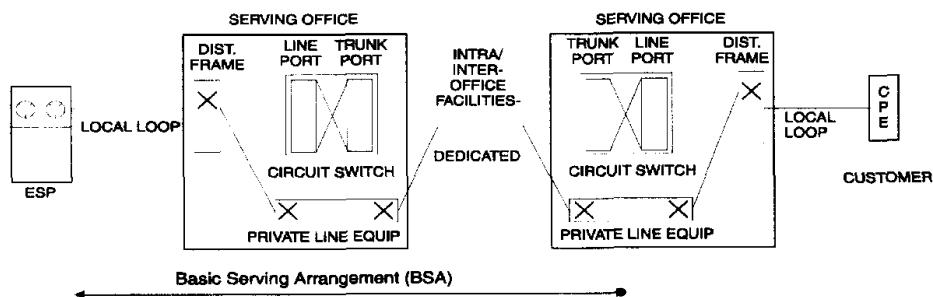 SERVING OFFICE
DIST. FRAME
LINE PORT
TRUNK PORT
CIRCUIT SWITCH
PRIVATE LINE EQUIP
ESP
LOCAL LOOP
INTRA/
INTER-
OFFICE
FACILITIES-
DEDICATED
SERVING OFFICE
TRUNK PORT
LINE PORT
DIST. FRAME
CIRCUIT SWITCH
PRIVATE LINE EQUIP
LOCAL
LOOP
CPE
CUSTOMER
Basic Serving Arrangement (BSA)